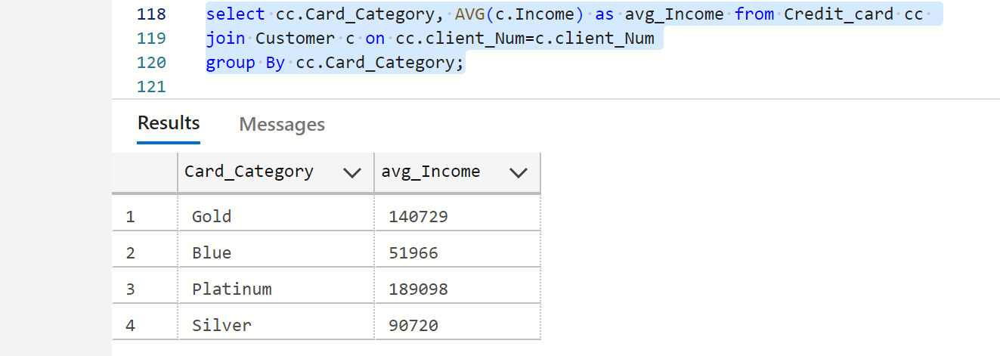 118 select cc.Card_Category, AVG(c.Income) as avg_Income from Credit_card cc
119 join Customer c on cc.client_Num=c.client_Num
120 group By cc.Card_Category;
121
Results Messages
Card_Category avg_Income
1 Gold 140729
2 Blue 51966
3 Platinum 189098
4 Silver 90720